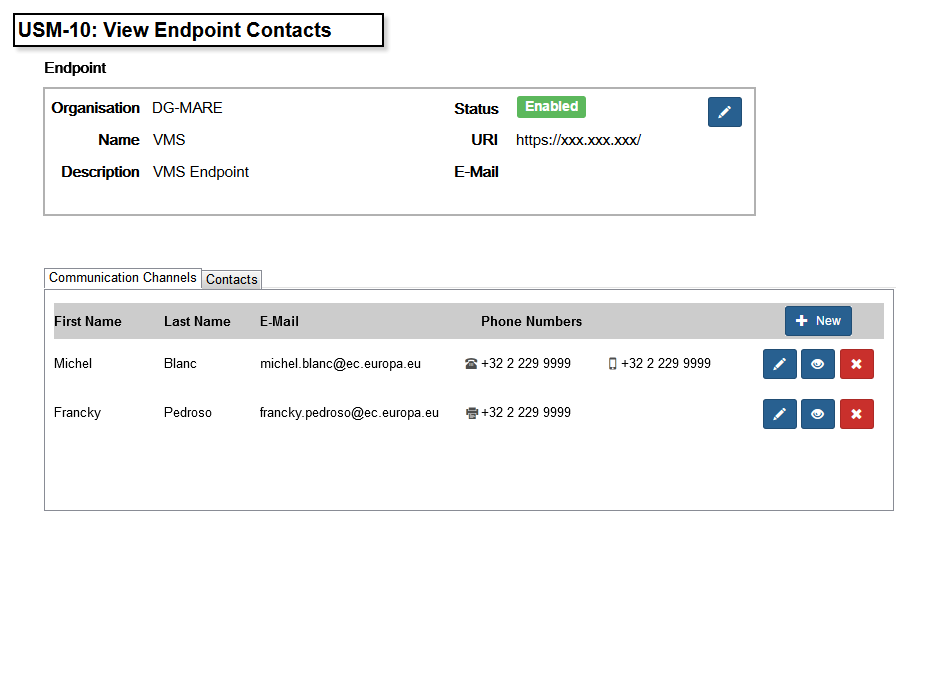 USM-10: View Endpoint Contacts
Endpoint
Organisation DG-MARE Status Enabled
Name VMS URI https://xxx.xxx.xxx/
Description VMS Endpoint E-Mail
Communication Channels Contacts
First Name Last Name E-Mail Phone Numbers New
Michel Blanc michel.blanc@ec.europa.eu +32 2 229 9999 +32 2 229 9999
Francky Pedroso francky.pedroso@ec.europa.eu +32 2 229 9999